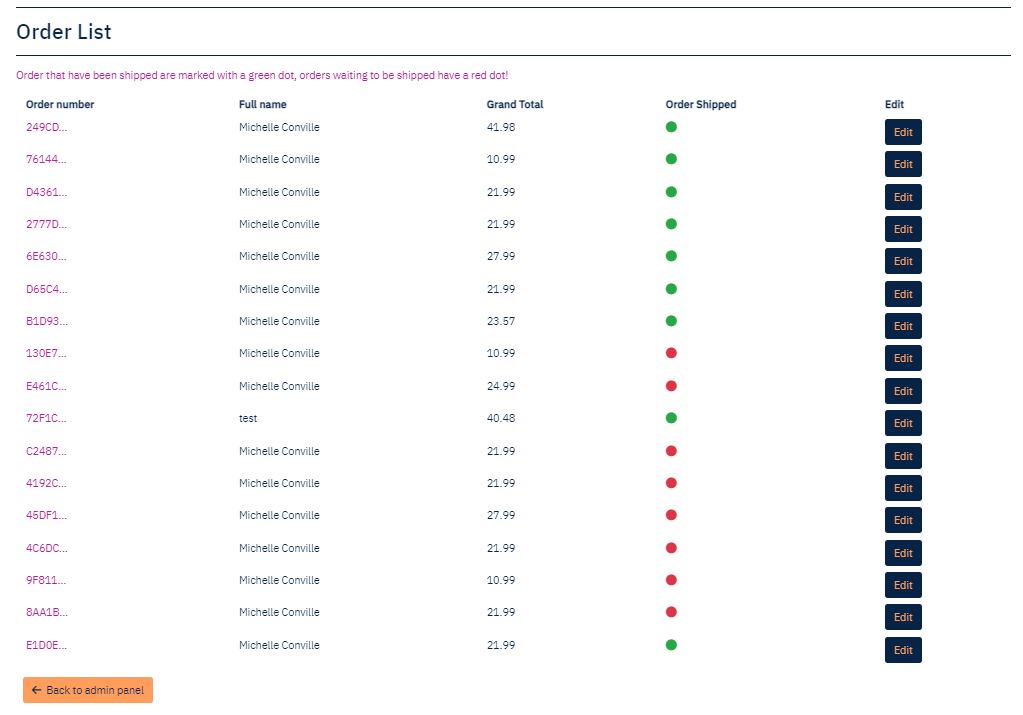 Order List
Order that have been shipped are marked with a green dot, orders waiting to be shipped have a red dot!
Order number Full name Grand Total Order Shipped Edit
249CD... Michelle Conville 41.98 Edit
76144... Michelle Conville 10.99 Edit
D4361... Michelle Conville 21.99 Edit
2777D... Michelle Conville 21.99 Edit
6E630... Michelle Conville 27.99 Edit
D65C4... Michelle Conville 21.99 Edit
B1D93... Michelle Conville 23.57 Edit
130E7... Michelle Conville 10.99 Edit
E461C... Michelle Conville 24.99 Edit
72F1C... test 40.48 Edit
C2487... Michelle Conville 21.99 Edit
4192C... Michelle Conville 21.99 Edit
45DF1... Michelle Conville 27.99 Edit
4C6DC... Michelle Conville 21.99 Edit
9F811... Michelle Conville 10.99 Edit
8AA1B... Michelle Conville 21.99 Edit
E1D0E... Michelle Conville 21.99 Edit
← Back to admin panel